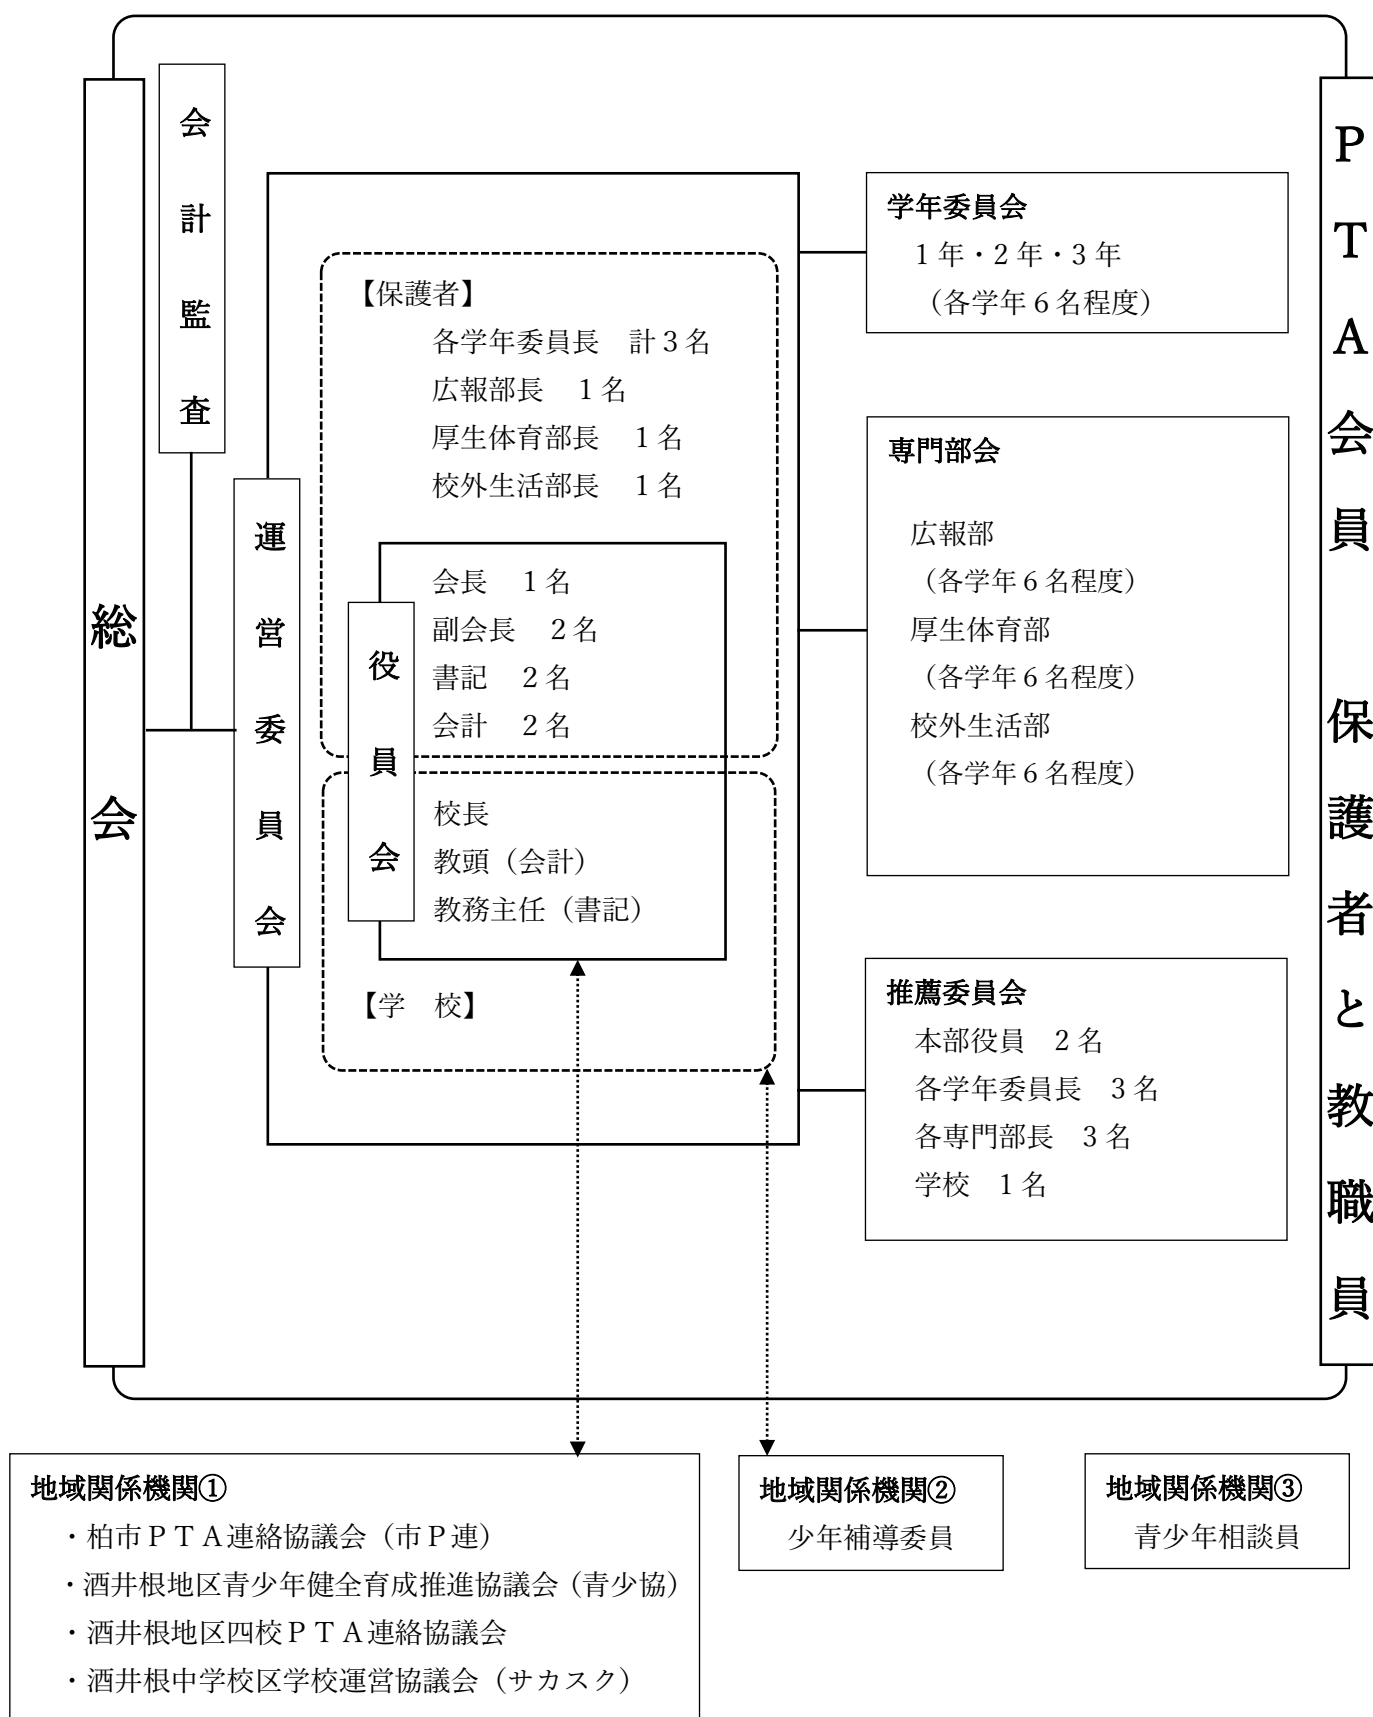 総会
会計監査
運営委員会
【保護者】
各学年委員長　計３名
広報部長　１名
厚生体育部長　１名
校外生活部長　１名
役員会
会長　１名
副会長　２名
書記　２名
会計　２名
校長
教頭（会計）
教務主任（書記）
【学　校】
学年委員会
１年・２年・３年
（各学年６名程度）
専門部会
広報部
（各学年６名程度）
厚生体育部
（各学年６名程度）
校外生活部
（各学年６名程度）
推薦委員会
本部役員　２名
各学年委員長　３名
各専門部長　３名
学校　１名
ＰＴＡ会員　保護者と教職員
地域関係機関①
・柏市ＰＴＡ連絡協議会（市Ｐ連）
・酒井根地区青少年健全育成推進協議会（青少協）
・酒井根地区四校ＰＴＡ連絡協議会
・酒井根中学校区学校運営協議会（サカスク）
地域関係機関②
少年補導委員
地域関係機関③
青少年相談員